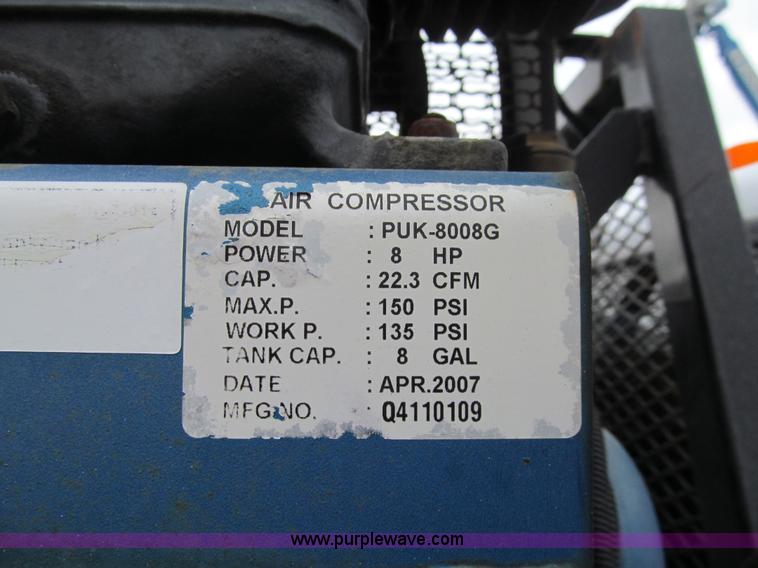 AIR COMPRESSOR
MODEL : PUK-8008G
POWER : 8 HP
CAP. : 22.3 CFM
MAX.P. : 150 PSI
WORK P. : 135 PSI
TANK CAP. : 8 GAL
DATE : APR.2007
MFG.NO. : Q4110109
www.purplewave.com